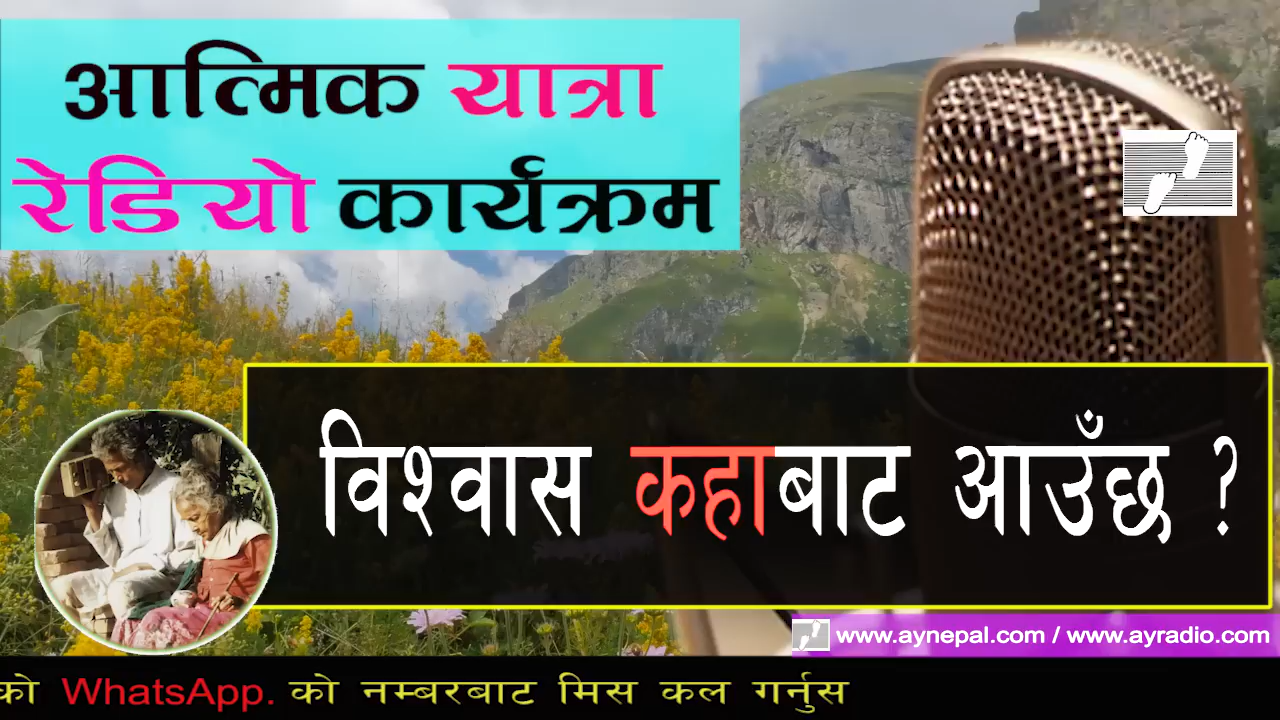 आत्मिक यात्रा
रेडियो कार्यक्रम
विश्वास कहाबाट आउँछ ?
www.aynepal.com / www.ayradio.com
को WhatsApp. को नम्बरबाट मिस कल गर्नुस